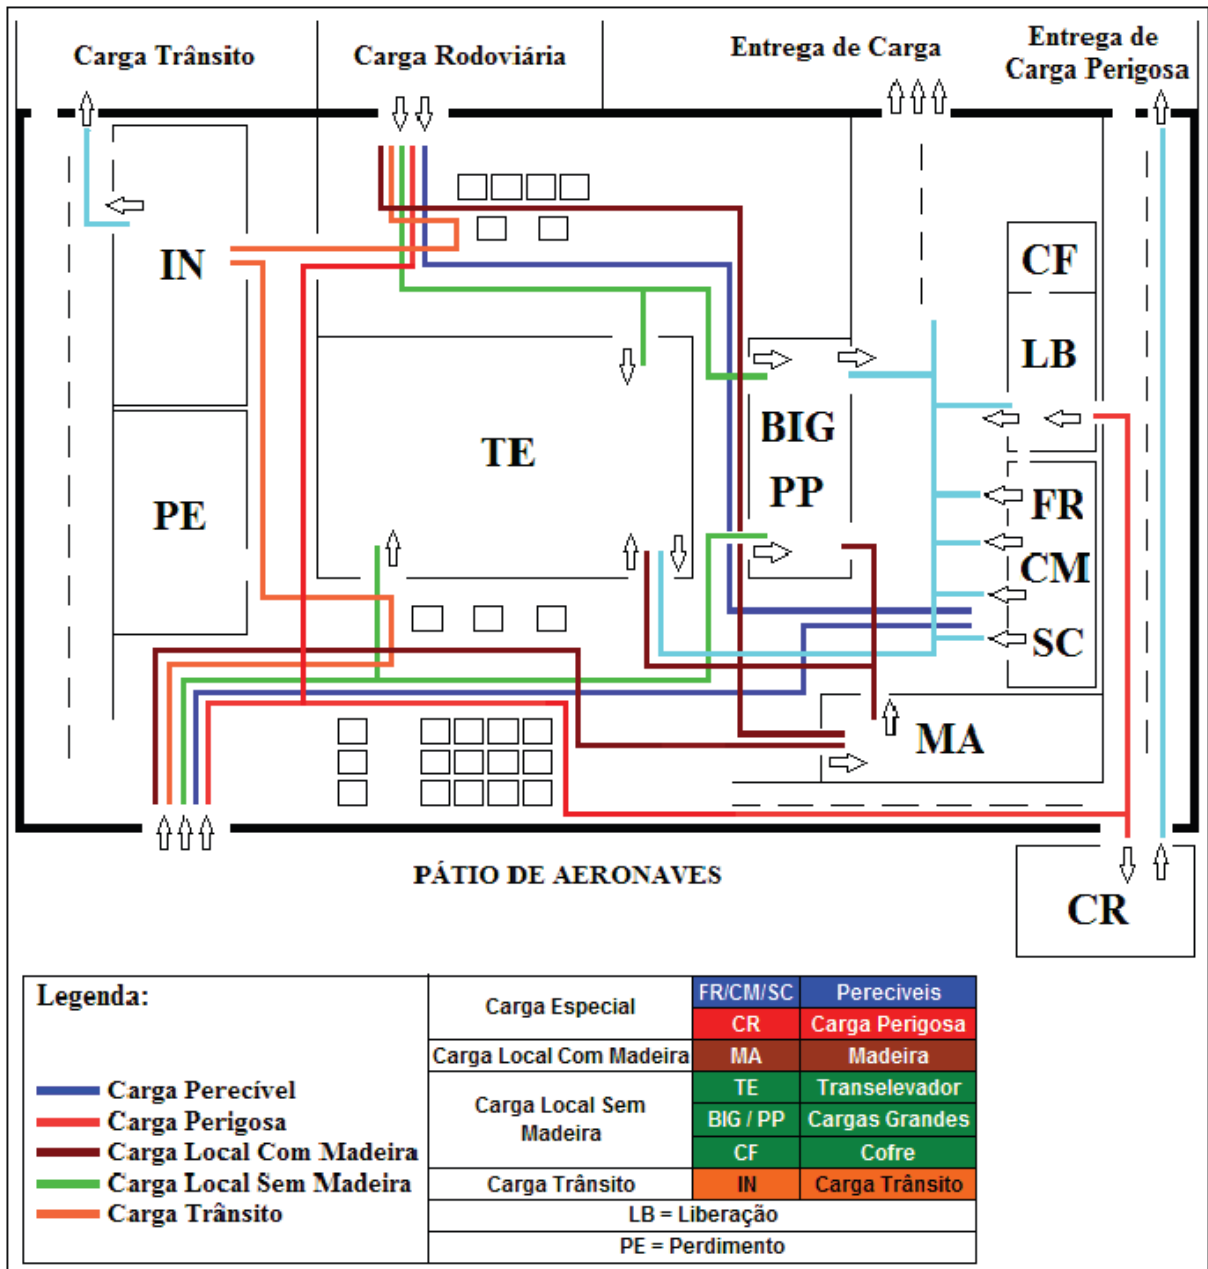 Carga Trânsito
Carga Rodoviária
Entrega de Carga
Entrega de
Carga Perigosa
IN
CF
LB
TE
BIG
PP
PE
FR
CM
SC
MA
PÁTIO DE AERONAVES
CR
Legenda:
Carga Perecível
Carga Perigosa
Carga Local Com Madeira
Carga Local Sem Madeira
Carga Trânsito
Carga Especial
FR/CM/SC
Pereciveis
CR
Carga Perigosa
Carga Local Com Madeira
MA
Madeira
Carga Local Sem
Madeira
TE
Transelevador
BIG / PP
Cargas Grandes
CF
Cofre
Carga Trânsito
IN
Carga Trânsito
LB = Liberação
PE = Perdimento